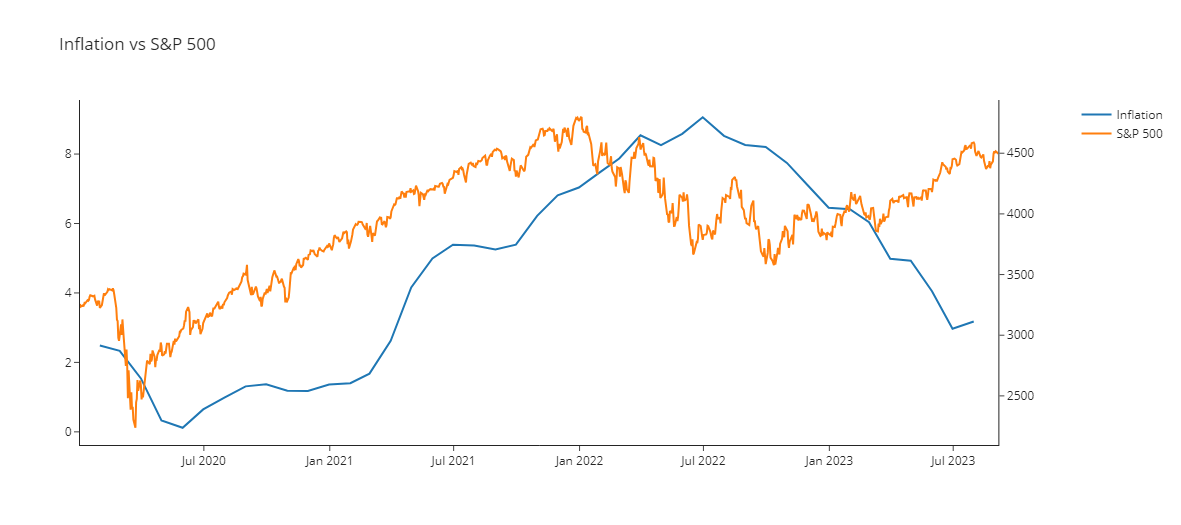 Inflation vs S&P 500
Inflation
S&P 500
8
6
4
2
0
4500
4000
3500
3000
2500
Jul 2020
Jan 2021
Jul 2021
Jan 2022
Jul 2022
Jan 2023
Jul 2023